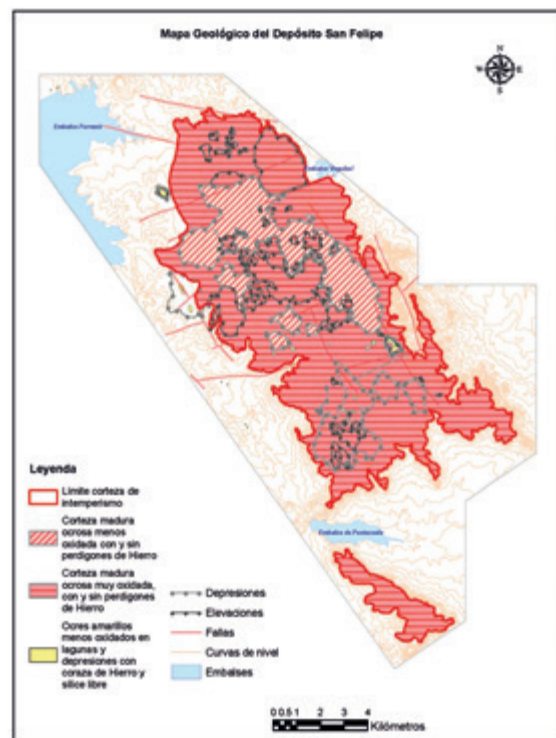 Mapa Geológico del Depósito San Felipe
N
W
E
S
Embalse
Embalse
Embalse de
Leyenda
Límite corteza de
intemperismo
Corteza madura
ocrosa menos
oxidada con y sin
perdigones de Hierro
Corteza madura
ocrosa muy oxidada,
con y sin perdigones
de Hierro
Ocres amarillos
menos oxidados en
lagunas y
depresiones con
coraza de Hierro y
sílice libre
Depresiones
Elevaciones
Fallas
Curvas de nivel
Embalses
0 0.5 1 2 3 4
Kilómetros